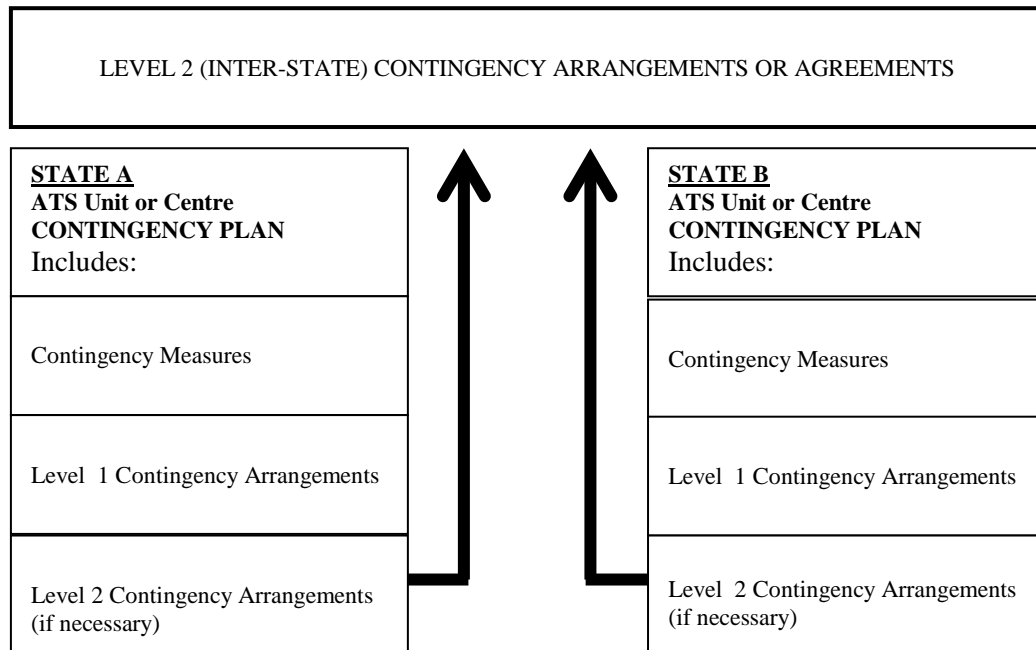 LEVEL 2 (INTER-STATE) CONTINGENCY ARRANGEMENTS OR AGREEMENTS
STATE A
ATS Unit or Centre
CONTINGENCY PLAN
Includes:
Contingency Measures
Level 1 Contingency Arrangements
Level 2 Contingency Arrangements
(if necessary)
STATE B
ATS Unit or Centre
CONTINGENCY PLAN
Includes:
Contingency Measures
Level 1 Contingency Arrangements
Level 2 Contingency Arrangements
(if necessary)